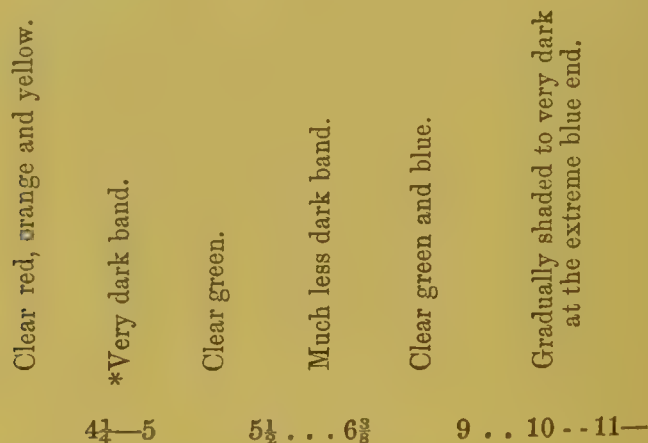 Clear red, orange and yellow.
*Very dark band.
Clear green.
Much less dark band.
Clear green and blue.
Gradually shaded to very dark
at the extreme blue end.
4¼—5 5½ . . . 6⅜ 9 . . 10 - - 11—